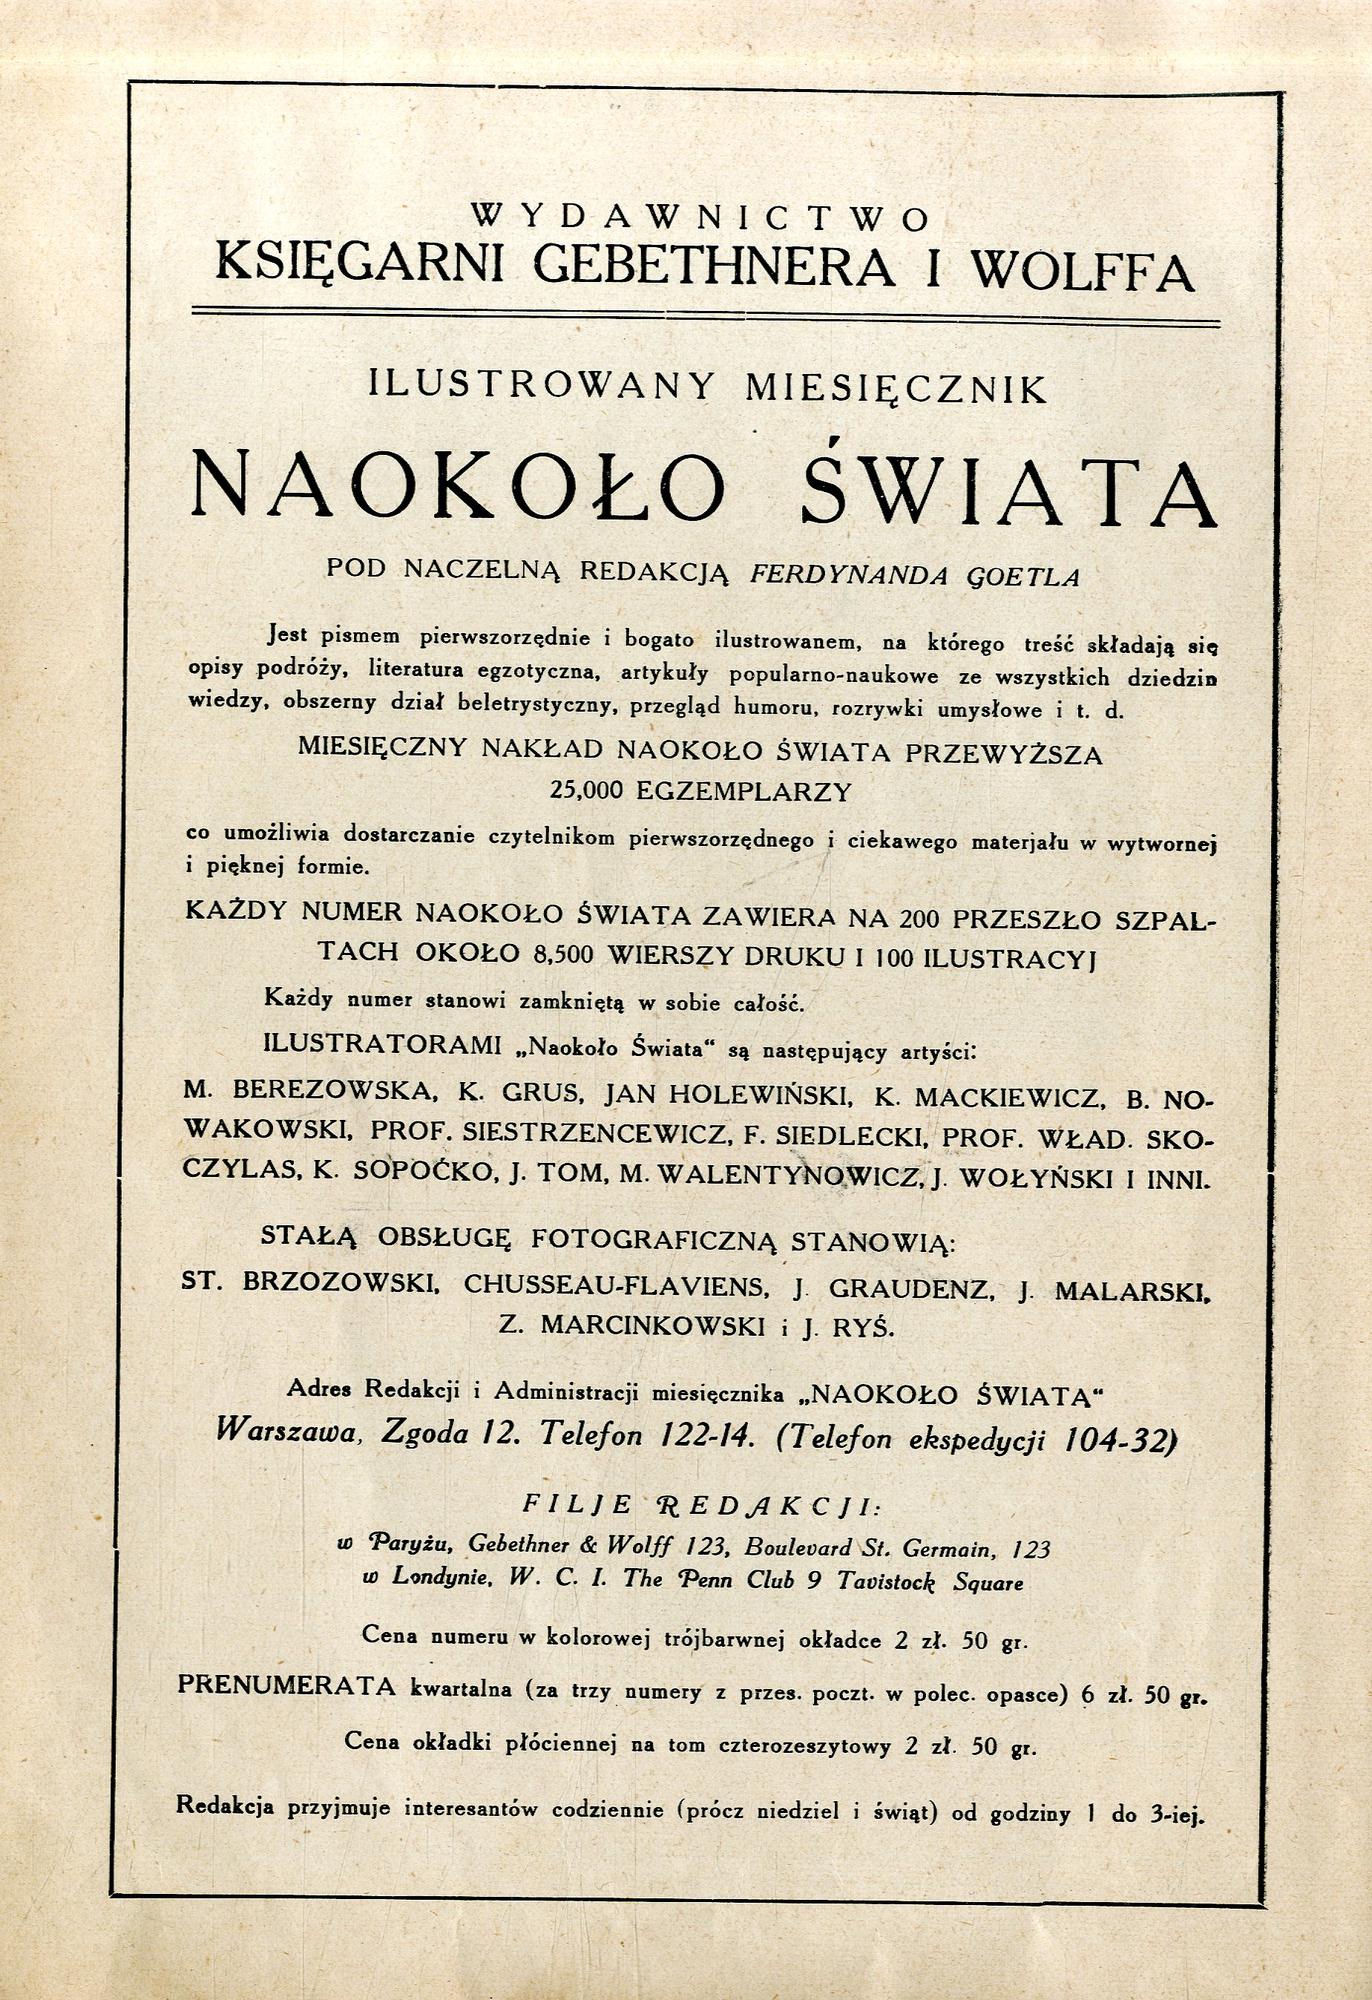 WYDAWNICTWO
KSIĘGARNI GEBETHNERA I WOLFFA
ILUSTROWANY MIESIĘCZNIK
NAOKOŁO ŚWIATA
POD NACZELNĄ REDAKCJĄ FERDYNANDA GOETLA
Jest pismem pierwszorzędnie i bogato ilustrowanem, na którego treść składają się
opisy podróży, literatura egzotyczna, artykuły popularno-naukowe ze wszystkich dziedzin
wiedzy, obszerny dział beletrystyczny, przegląd humoru, rozrywki umysłowe i t. d.
MIESIĘCZNY NAKŁAD NAOKOŁO ŚWIATA PRZEWYŻSZA
25,000 EGZEMPLARZY
co umożliwia dostarczanie czytelnikom pierwszorzędnego i ciekawego materjału w wytwornej
i pięknej formie.
KAŻDY NUMER NAOKOŁO ŚWIATA ZAWIERA NA 200 PRZESZŁO SZPAL-
TACH OKOŁO 8,500 WIERSZY DRUKU I 100 ILUSTRACYJ
Każdy numer stanowi zamkniętą w sobie całość.
ILUSTRATORAMI „Naokoło Świata“ są następujący artyści:
M. BEREZOWSKA, K. GRUS, JAN HOLEWIŃSKI, K. MACKIEWICZ, B. NO-
WAKOWSKI, PROF. SIESTRZENCEWICZ, F. SIEDLECKI, PROF. WŁAD. SKO-
CZYLAS, K. SOPOĆKO, J. TOM, M. WALENTYNOWICZ, J. WOŁYŃSKI I INNI.
STAŁĄ OBSŁUGĘ FOTOGRAFICZNĄ STANOWIĄ:
ST. BRZOZOWSKI, CHUSSEAU-FLAVIENS, J. GRAUDENZ, J. MALARSKI,
Z. MARCINKOWSKI i J. RYŚ.
Adres Redakcji i Administracji miesięcznika „NAOKOŁO ŚWIATA“
Warszawa, Zgoda 12. Telefon 122-14. (Telefon ekspedycji 104-32)
FILJE REDAKCJI:
w Paryżu, Gebethner & Wolff 123, Boulevard St. Germain, 123
w Londynie, W. C. I. The Penn Club 9 Tavistock Square
Cena numeru w kolorowej trójbarwnej okładce 2 zł. 50 gr.
PRENUMERATA kwartalna (za trzy numery z przes. poczt. w polec. opasce) 6 zł. 50 gr.
Cena okładki płóciennej na tom czterozeszytowy 2 zł. 50 gr.
Redakcja przyjmuje interesantów codziennie (prócz niedziel i świąt) od godziny 1 do 3-iej.